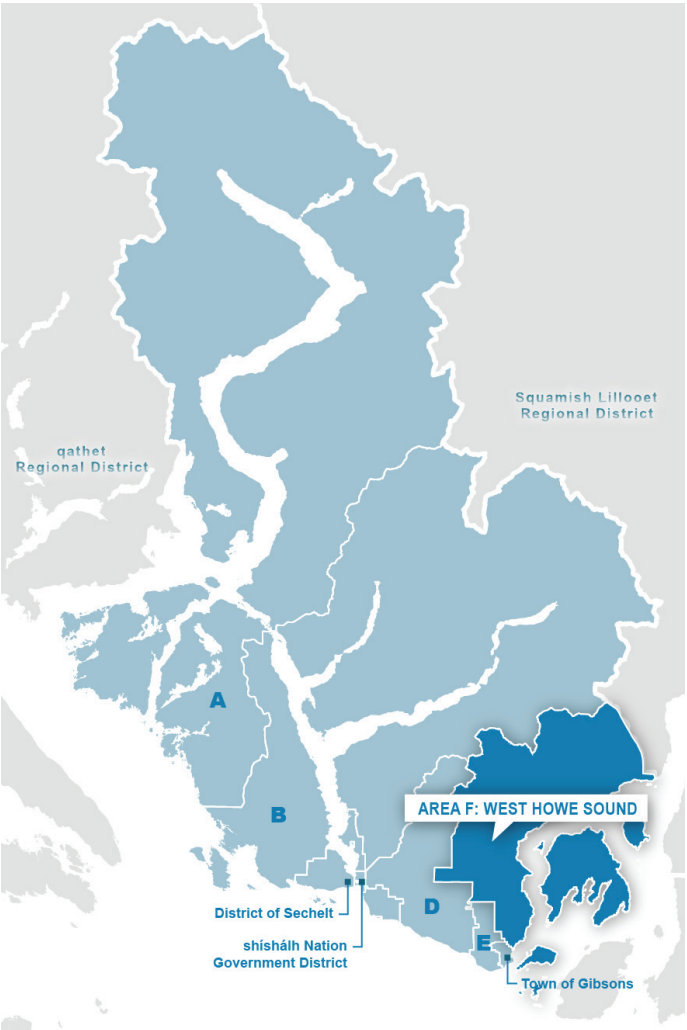 Squamish Lillooet
Regional District
qathet
Regional District
A
AREA F: WEST HOWE SOUND
B
D
District of Sechelt
E
shíshálh Nation
Government District
Town of Gibsons